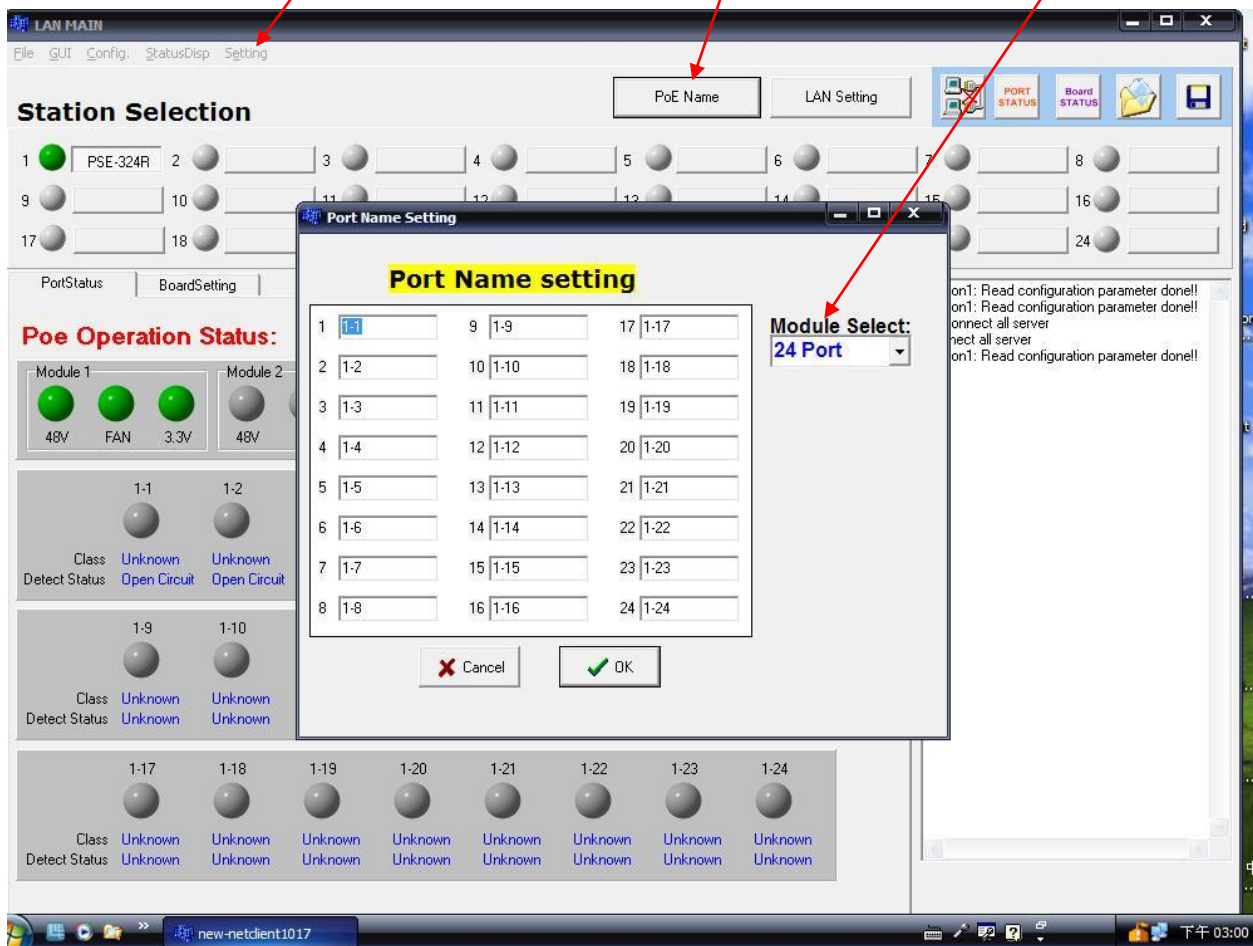 LAN MAIN
File GUI Config. StatusDisp Setting
PoE Name LAN Setting PORT STATUS Board STATUS
Station Selection
1 PSE-324R 2 3 4 5 6 7 8
9 10 11 12 13 14 15 16
17 18 24
Port Name Setting
PortStatus BoardSetting
Port Name setting
on1: Read configuration parameter done!!
on1: Read configuration parameter done!!
onnect all server
nect all server
on1: Read configuration parameter done!!
Poe Operation Status:
Module 1 Module 2
48V FAN 3.3V 48V
1 1-1 9 1-9 17 1-17
2 1-2 10 1-10 18 1-18
3 1-3 11 1-11 19 1-19
4 1-4 12 1-12 20 1-20
5 1-5 13 1-13 21 1-21
6 1-6 14 1-14 22 1-22
7 1-7 15 1-15 23 1-23
8 1-8 16 1-16 24 1-24
Module Select:
24 Port
Cancel OK
1-1 1-2
Class Unknown Unknown
Detect Status Open Circuit Open Circuit
1-9 1-10
Class Unknown Unknown
Detect Status Unknown Unknown
1-17 1-18 1-19 1-20 1-21 1-22 1-23 1-24
Class Unknown Unknown Unknown Unknown Unknown Unknown Unknown Unknown
Detect Status Unknown Unknown Unknown Unknown Unknown Unknown Unknown Unknown
new-netclient1017
下午 03:00